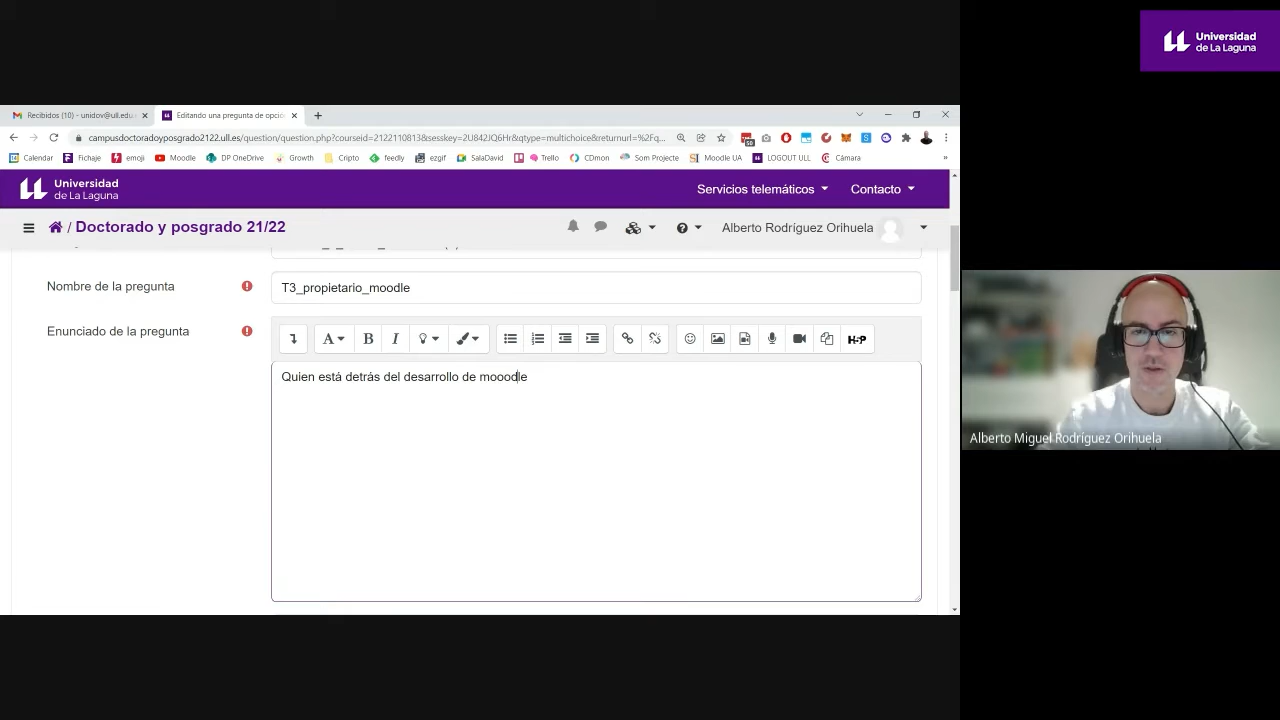 Universidad
de La Laguna
Recibidos (10) - unidov@ull.edu
Editando una pregunta de opció
campusdoctoradoyposgrado2122.ull.es/question/question.php?courseid=2122110813&sesskey=2U842JQ6Hr&qtype=multichoice&returnurl=%2Fq...
50
Calendar
Fichaje
emoji
Moodle
DP OneDrive
Growth
Cripto
feedly
ezgif
SalaDavid
Trello
CDmon
Som Projecte
Moodle UA
LOGOUT ULL
Cámara
»
Universidad
de La Laguna
Servicios telemáticos
Contacto
/ Doctorado y posgrado 21/22
Alberto Rodríguez Orihuela
Nombre de la pregunta
T3_propietario_moodle
Enunciado de la pregunta
A B I
H-P
Quien está detrás del desarrollo de mooodle
Alberto Miguel Rodríguez Orihuela